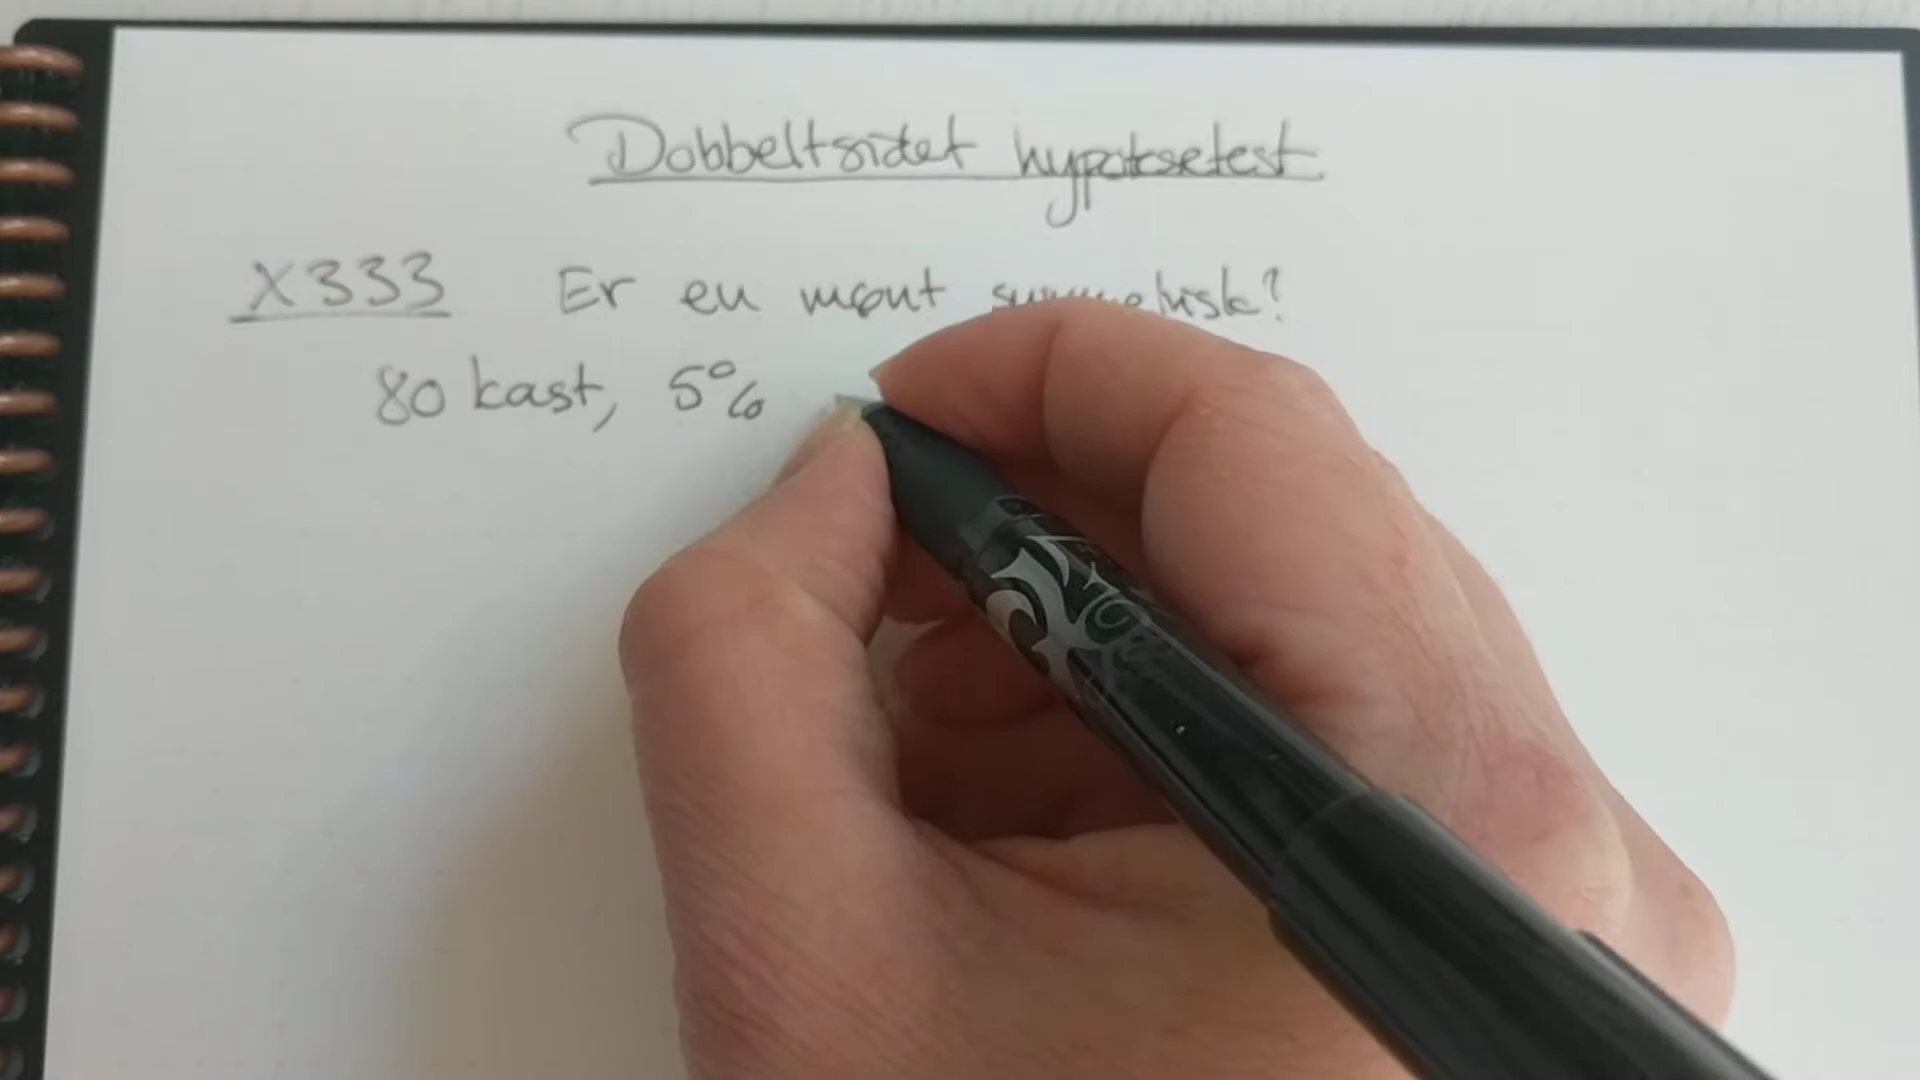 Dobbeltsidet hypotesetest
X333 Er en mønt symmetrisk?
80 kast, 5%